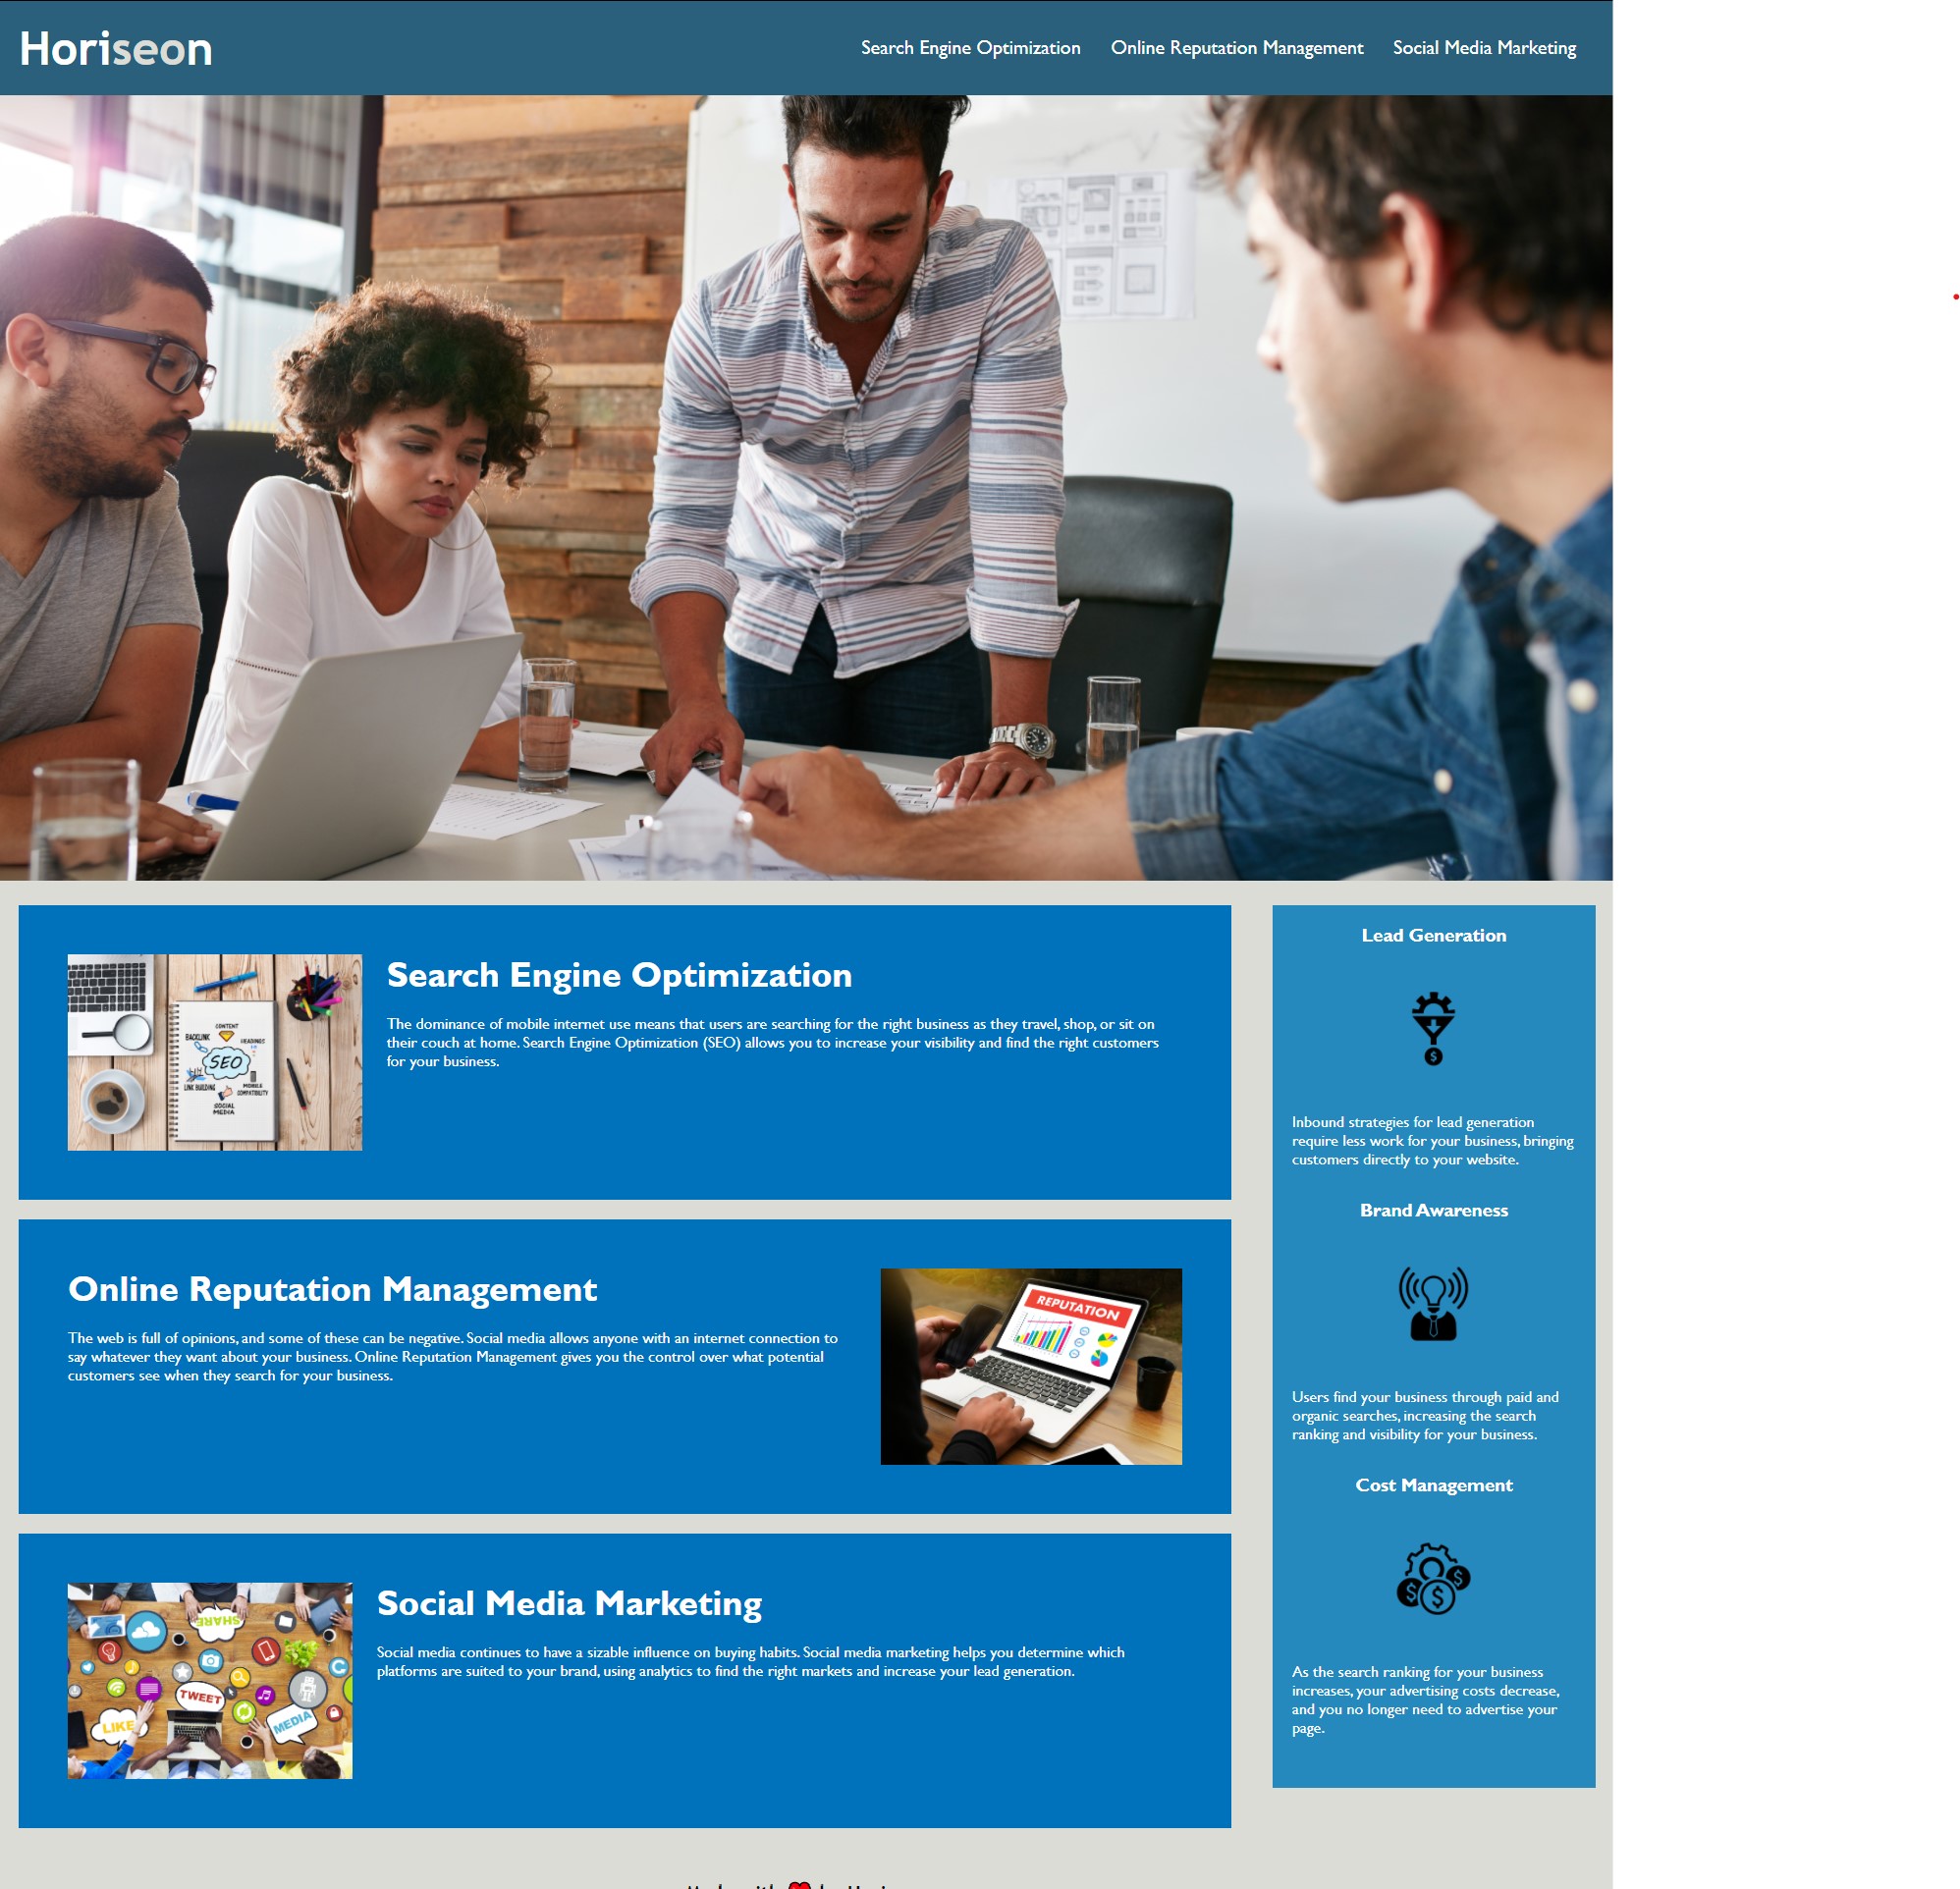 Horiseon
Search Engine Optimization Online Reputation Management Social Media Marketing
Search Engine Optimization
The dominance of mobile internet use means that users are searching for the right business as they travel, shop, or sit on
their couch at home. Search Engine Optimization (SEO) allows you to increase your visibility and find the right customers
for your business.
CONTENT
BACKLINK
HEADINGS
SEO
LINK BUILDING
MOBILE
COMPATIBILITY
SOCIAL
MEDIA
Online Reputation Management
The web is full of opinions, and some of these can be negative. Social media allows anyone with an internet connection to
say whatever they want about your business. Online Reputation Management gives you the control over what potential
customers see when they search for your business.
REPUTATION
Social Media Marketing
Social media continues to have a sizable influence on buying habits. Social media marketing helps you determine which
platforms are suited to your brand, using analytics to find the right markets and increase your lead generation.
SHARE
TWEET
LIKE
MEDIA
Lead Generation
$
Inbound strategies for lead generation
require less work for your business, bringing
customers directly to your website.
Brand Awareness
Users find your business through paid and
organic searches, increasing the search
ranking and visibility for your business.
Cost Management
$ $ $
As the search ranking for your business
increases, your advertising costs decrease,
and you no longer need to advertise your
page.